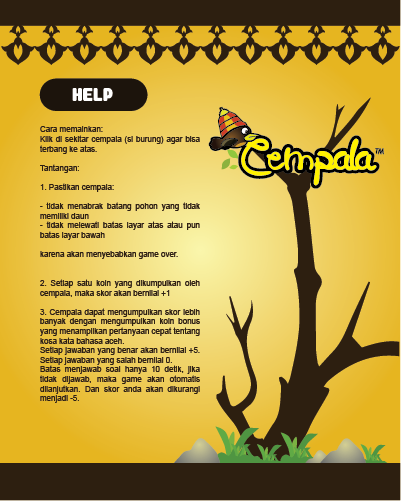 HELP
Cara memainkan:
Klik di sekitar cempala (si burung) agar bisa
terbang ke atas.
Tantangan:
1. Pastikan cempala:
- tidak menabrak batang pohon yang tidak
memiliki daun
- tidak melewati batas layar atas atau pun
batas layar bawah
karena akan menyebabkan game over.
2. Setiap satu koin yang dikumpulkan oleh
cempala, maka skor akan bernilai +1
3. Cempala dapat mengumpulkan skor lebih
banyak dengan mengumpulkan koin bonus
yang menampilkan pertanyaan cepat tentang
kosa kata bahasa aceh.
Setiap jawaban yang benar akan bernilai +5.
Setiap jawaban yang salah bernilai 0.
Batas menjawab soal hanya 10 detik, jika
tidak dijawab, maka game akan otomatis
dilanjutkan. Dan skor anda akan dikurangi
menjadi -5.
Cempala™